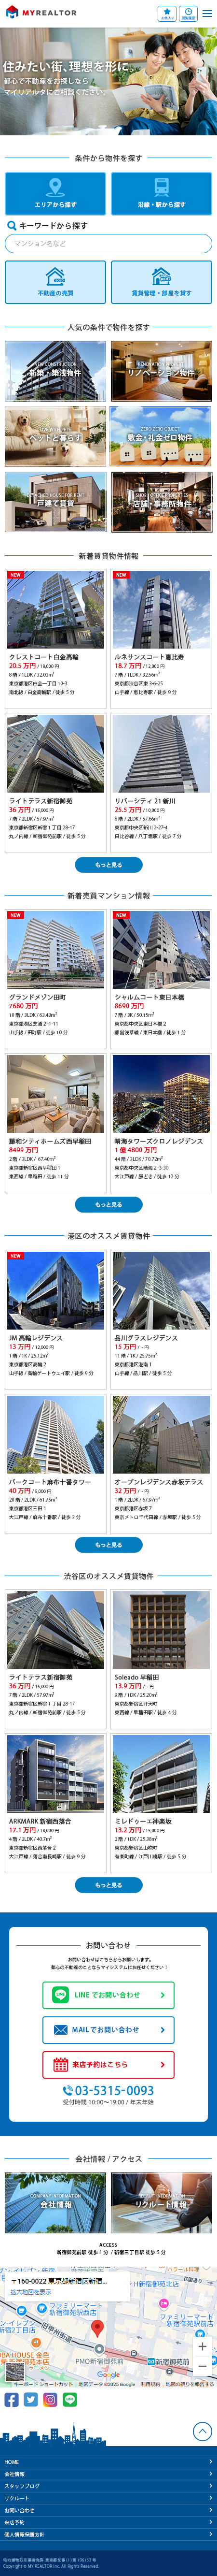 MYREALTOR
お気に入り
閲覧履歴
住みたい街、理想を形に。
都心で不動産をお探しなら
マイリアルタにご相談ください。
条件から物件を探す
エリアから探す
沿線・駅から探す
キーワードから探す
マンション名など
不動産の売買
賃貸管理・部屋を貸す
人気の条件で物件を探す
新築・築浅物件
リノベーション物件
ペットと暮らす
ZERO ZERO OBJECT
敷金・礼金ゼロ物件
戸建て賃貸
店舗・事務所物件
新着賃貸物件情報
NEW
クレストコート白金高輪
20.5 万円 / 18,000 円
8 階 / 1LDK / 32.03m²
東京都港区白金一丁目 10-3
南北線 / 白金高輪駅 / 徒歩 5 分
NEW
ルネサンスコート恵比寿
18.7 万円 / 12,000 円
7 階 / 1LDK / 32.56m²
東京都渋谷区東 3-6-25
山手線 / 恵比寿駅 / 徒歩 9 分
ライトテラス新宿御苑
36 万円 / 15,000 円
7 階 / 2LDK / 57.97m²
東京都新宿区新宿 1 丁目 28-17
丸ノ内線 / 新宿御苑前駅 / 徒歩 5 分
リバーシティ 21 新川
25.5 万円 / 10,000 円
8 階 / 2LDK / 57.66m²
東京都中央区新川 2-27-4
日比谷線 / 八丁堀駅 / 徒歩 7 分
もっと見る
新着売買マンション情報
NEW
グランドメゾン田町
7680 万円
10 階 / 3LDK / 63.43m²
東京都港区芝浦 2-1-11
山手線 / 田町駅 / 徒歩 10 分
NEW
シャルムコート東日本橋
8690 万円
7 階 / 3K / 50.15m²
東京都中央区東日本橋 2
都営浅草線 / 東日本橋 / 徒歩 1 分
藤和シティホームズ西早稲田
8499 万円
2 階 / 3LDK / 67.40m²
東京都新宿区西早稲田 1
東西線 / 早稲田 / 徒歩 11 分
晴海タワーズクロノレジデンス
1 億 4800 万円
44 階 / 3LDK / 70.72m²
東京都中央区晴海 2-3-30
大江戸線 / 勝どき / 徒歩 12 分
もっと見る
港区のオススメ賃貸物件
NEW
JM 高輪レジデンス
13 万円 / 12,000 円
1 階 / 1K / 25.12m²
東京都港区高輪 2
山手線 / 高輪ゲートウェイ駅 / 徒歩 9 分
品川グラスレジデンス
15 万円 / - 円
11 階 / 1K / 25.75m²
東京都港区港南 1
山手線 / 品川駅 / 徒歩 5 分
パークコート麻布十番タワー
40 万円 / 5,000 円
28 階 / 2LDK / 61.75m²
東京都港区三田 1
大江戸線 / 麻布十番駅 / 徒歩 3 分
オープンレジデンス赤坂テラス
32 万円 / - 円
1 階 / 2LDK / 67.97m²
東京都港区赤坂 7
東京メトロ千代田線 / 赤坂駅 / 徒歩 5 分
もっと見る
渋谷区のオススメ賃貸物件
ライトテラス新宿御苑
36 万円 / 15,000 円
7 階 / 2LDK / 57.97m²
東京都新宿区新宿 1 丁目 28-17
丸ノ内線 / 新宿御苑前駅 / 徒歩 5 分
Soleado 早稲田
13.9 万円 / - 円
9 階 / 1DK / 25.20m²
東京都新宿区弁天町
東西線 / 早稲田駅 / 徒歩 4 分
ARKMARK 新宿西落合
17.1 万円 / 18,000 円
4 階 / 2LDK / 40.7m²
東京都新宿区西落合 2
大江戸線 / 落合南長崎駅 / 徒歩 9 分
ミレドゥーエ神楽坂
13.2 万円 / 15,000 円
2 階 / 1DK / 25.38m²
東京都新宿区山吹町
有楽町線 / 江戸川橋駅 / 徒歩 5 分
もっと見る
お問い合わせ
お問い合わせはこちらからお願いします。
都心の不動産のことならマイシステムにお任せください！
LINE でお問い合わせ
MAILでお問い合わせ
来店予約はこちら
03-5315-0093
受付時間 10:00〜19:00 / 年末年始
会社情報 / アクセス
COMPANY INFORMATION
会社情報
リクルート情報
ACCESS
新宿御苑前駅 徒歩 1 分 / 新宿三丁目駅 徒歩 5 分
〒160-0022 東京都新宿区新宿...
拡大地図を表示
H新宿御苑北店
ファミリーマート
新宿御苑駅西店
ファミリーマート
新宿御苑駅前店
PMO新宿御苑前
新宿御苑前
Google
キーボード ショートカット
地図データ ©2025 Google
利用規約
地図の誤りを報告する
HOME
会社情報
スタッフブログ
リクルート
お問い合わせ
来店予約
個人情報保護方針
Copyright © MY REALTOR Inc. All Rights Reserved.